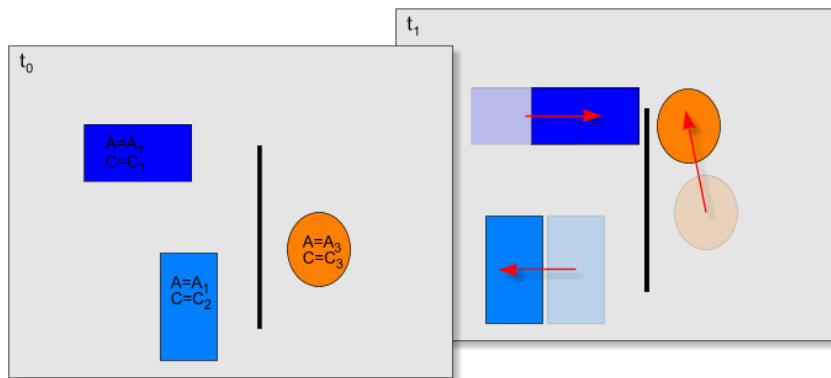 t₀
A=A₁
C=C₁
A=A₃
C=C₃
A=A₁
C=C₂
t₁